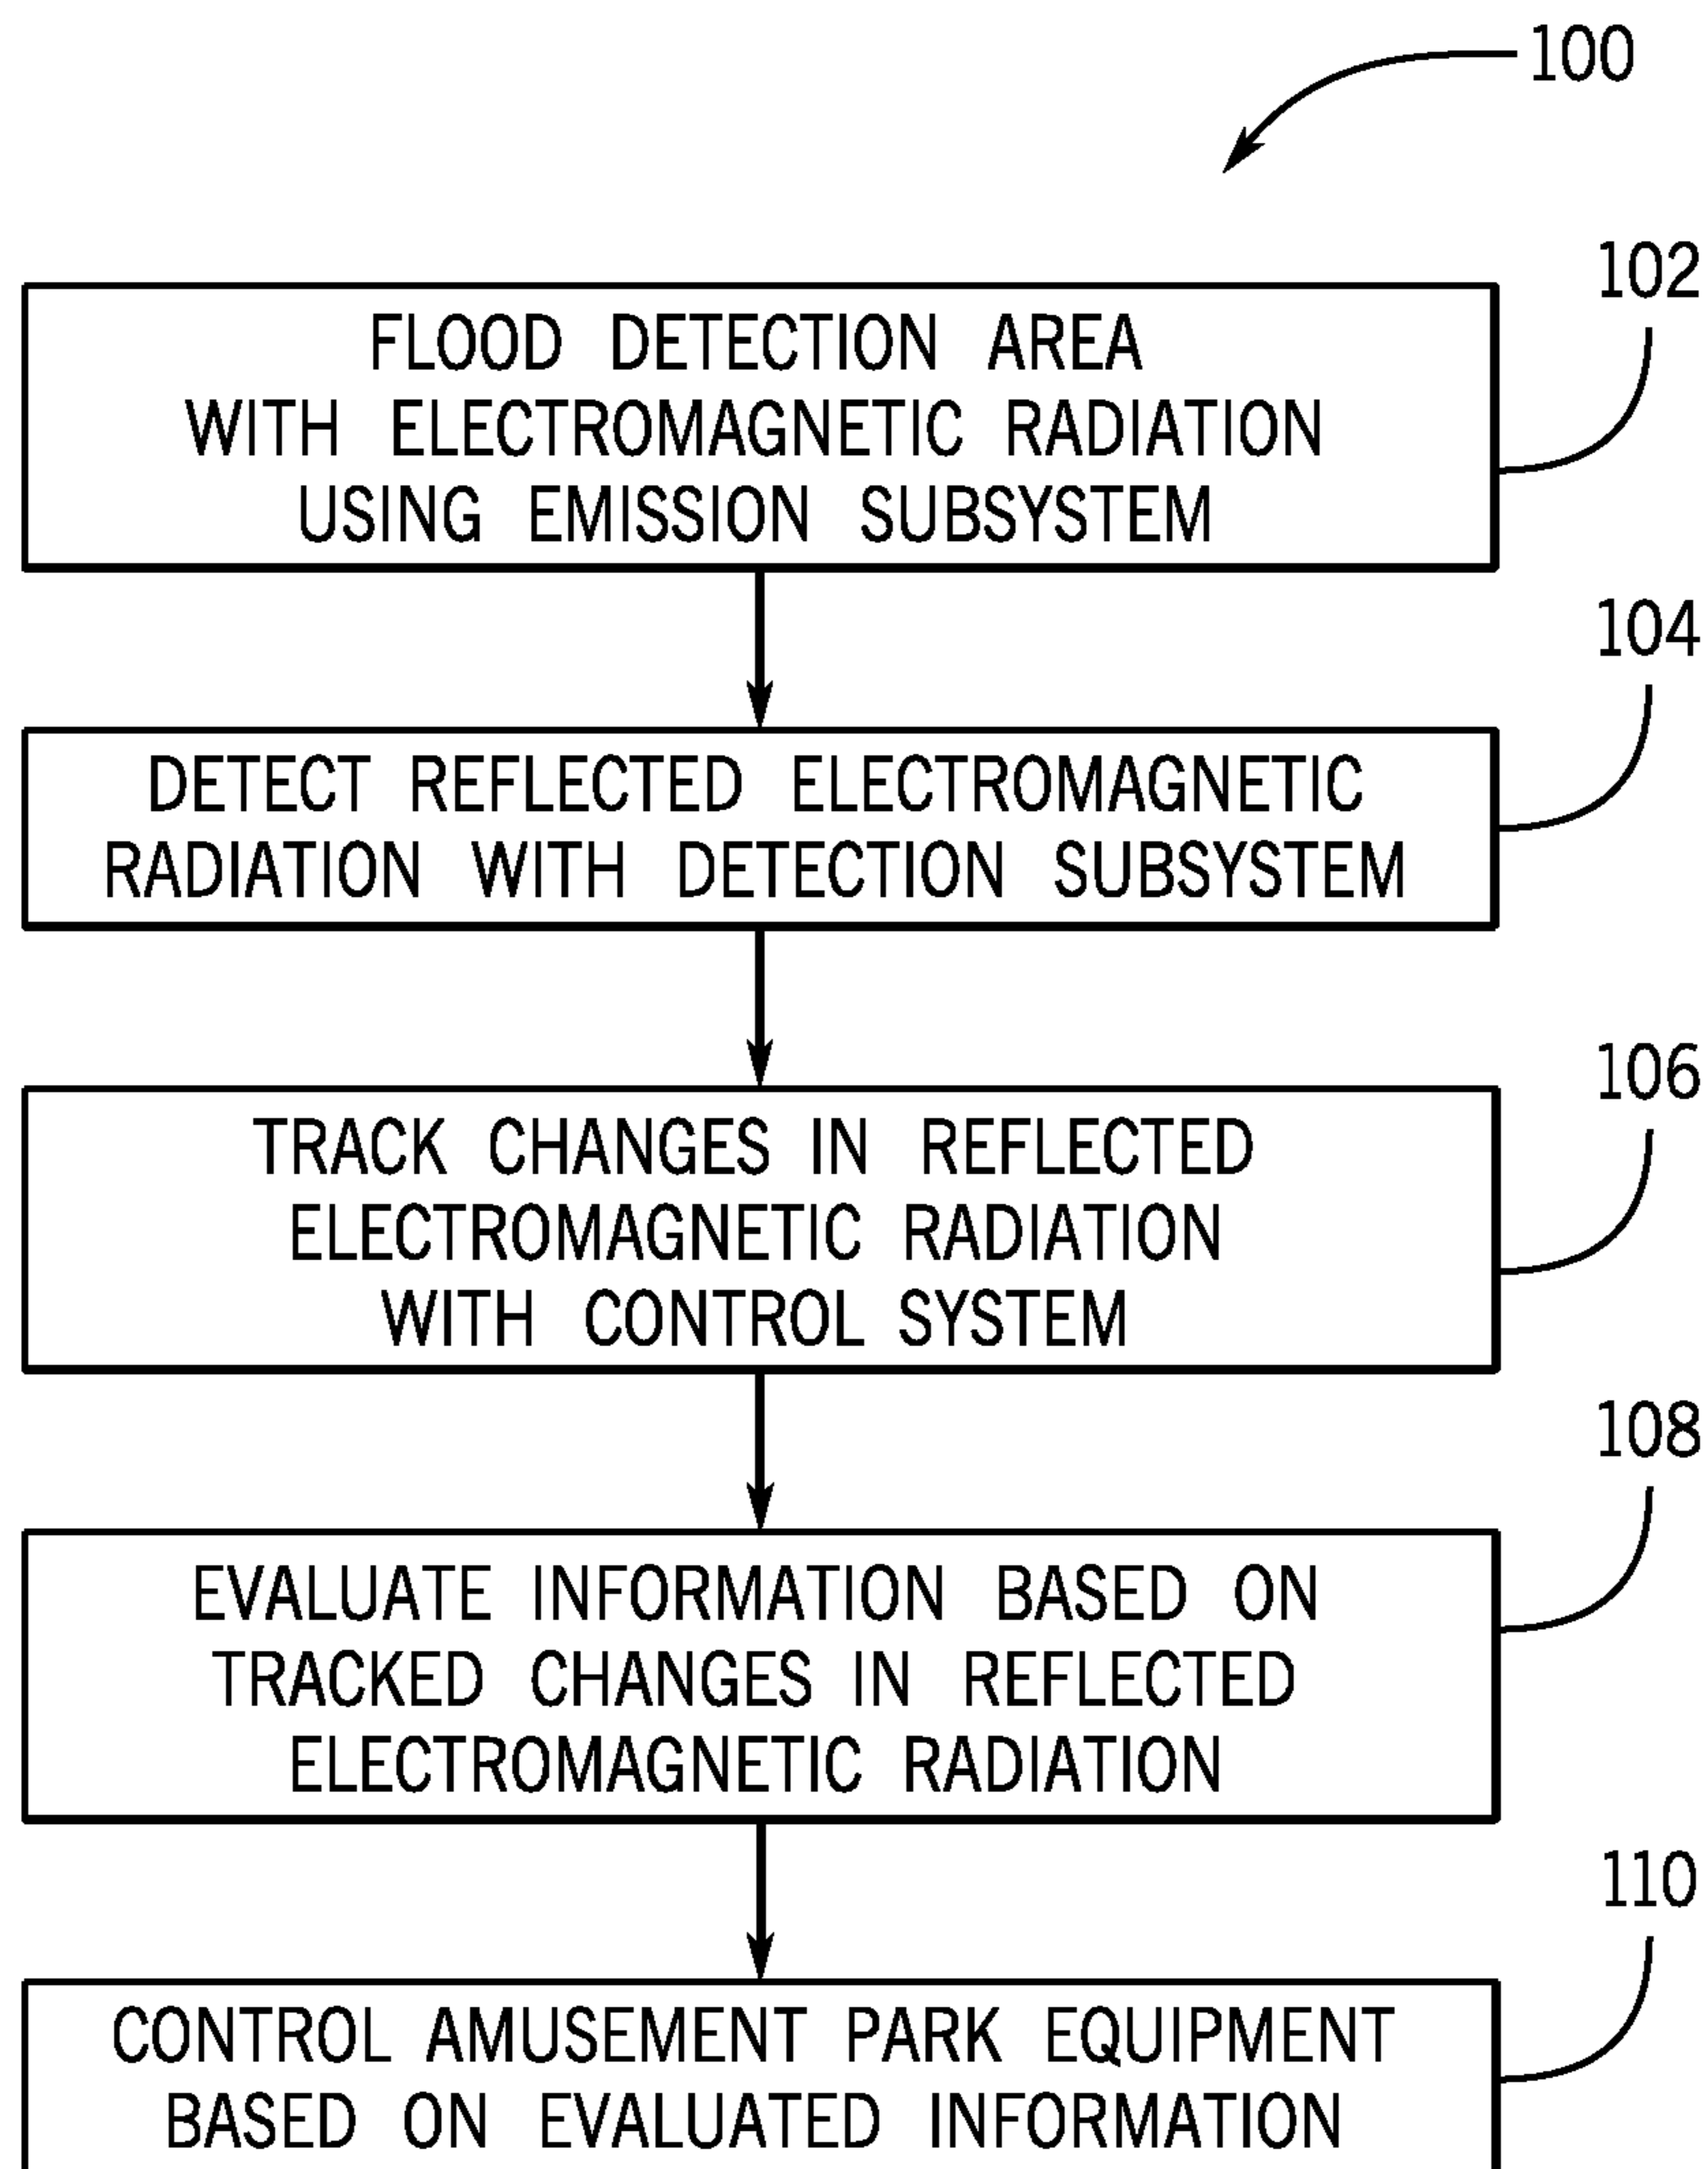 100
102
FLOOD DETECTION AREA
WITH ELECTROMAGNETIC RADIATION
USING EMISSION SUBSYSTEM
104
DETECT REFLECTED ELECTROMAGNETIC
RADIATION WITH DETECTION SUBSYSTEM
106
TRACK CHANGES IN REFLECTED
ELECTROMAGNETIC RADIATION
WITH CONTROL SYSTEM
108
EVALUATE INFORMATION BASED ON
TRACKED CHANGES IN REFLECTED
ELECTROMAGNETIC RADIATION
110
CONTROL AMUSEMENT PARK EQUIPMENT
BASED ON EVALUATED INFORMATION